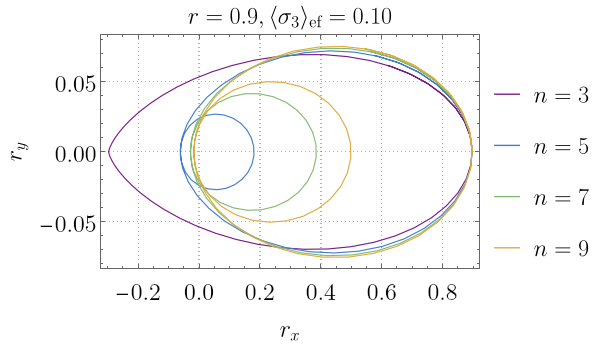 r = 0.9, ⟨σ₃⟩ef = 0.10
0.05
0.00
−0.05
r_y
−0.2 0.0 0.2 0.4 0.6 0.8
r_x
n = 3
n = 5
n = 7
n = 9